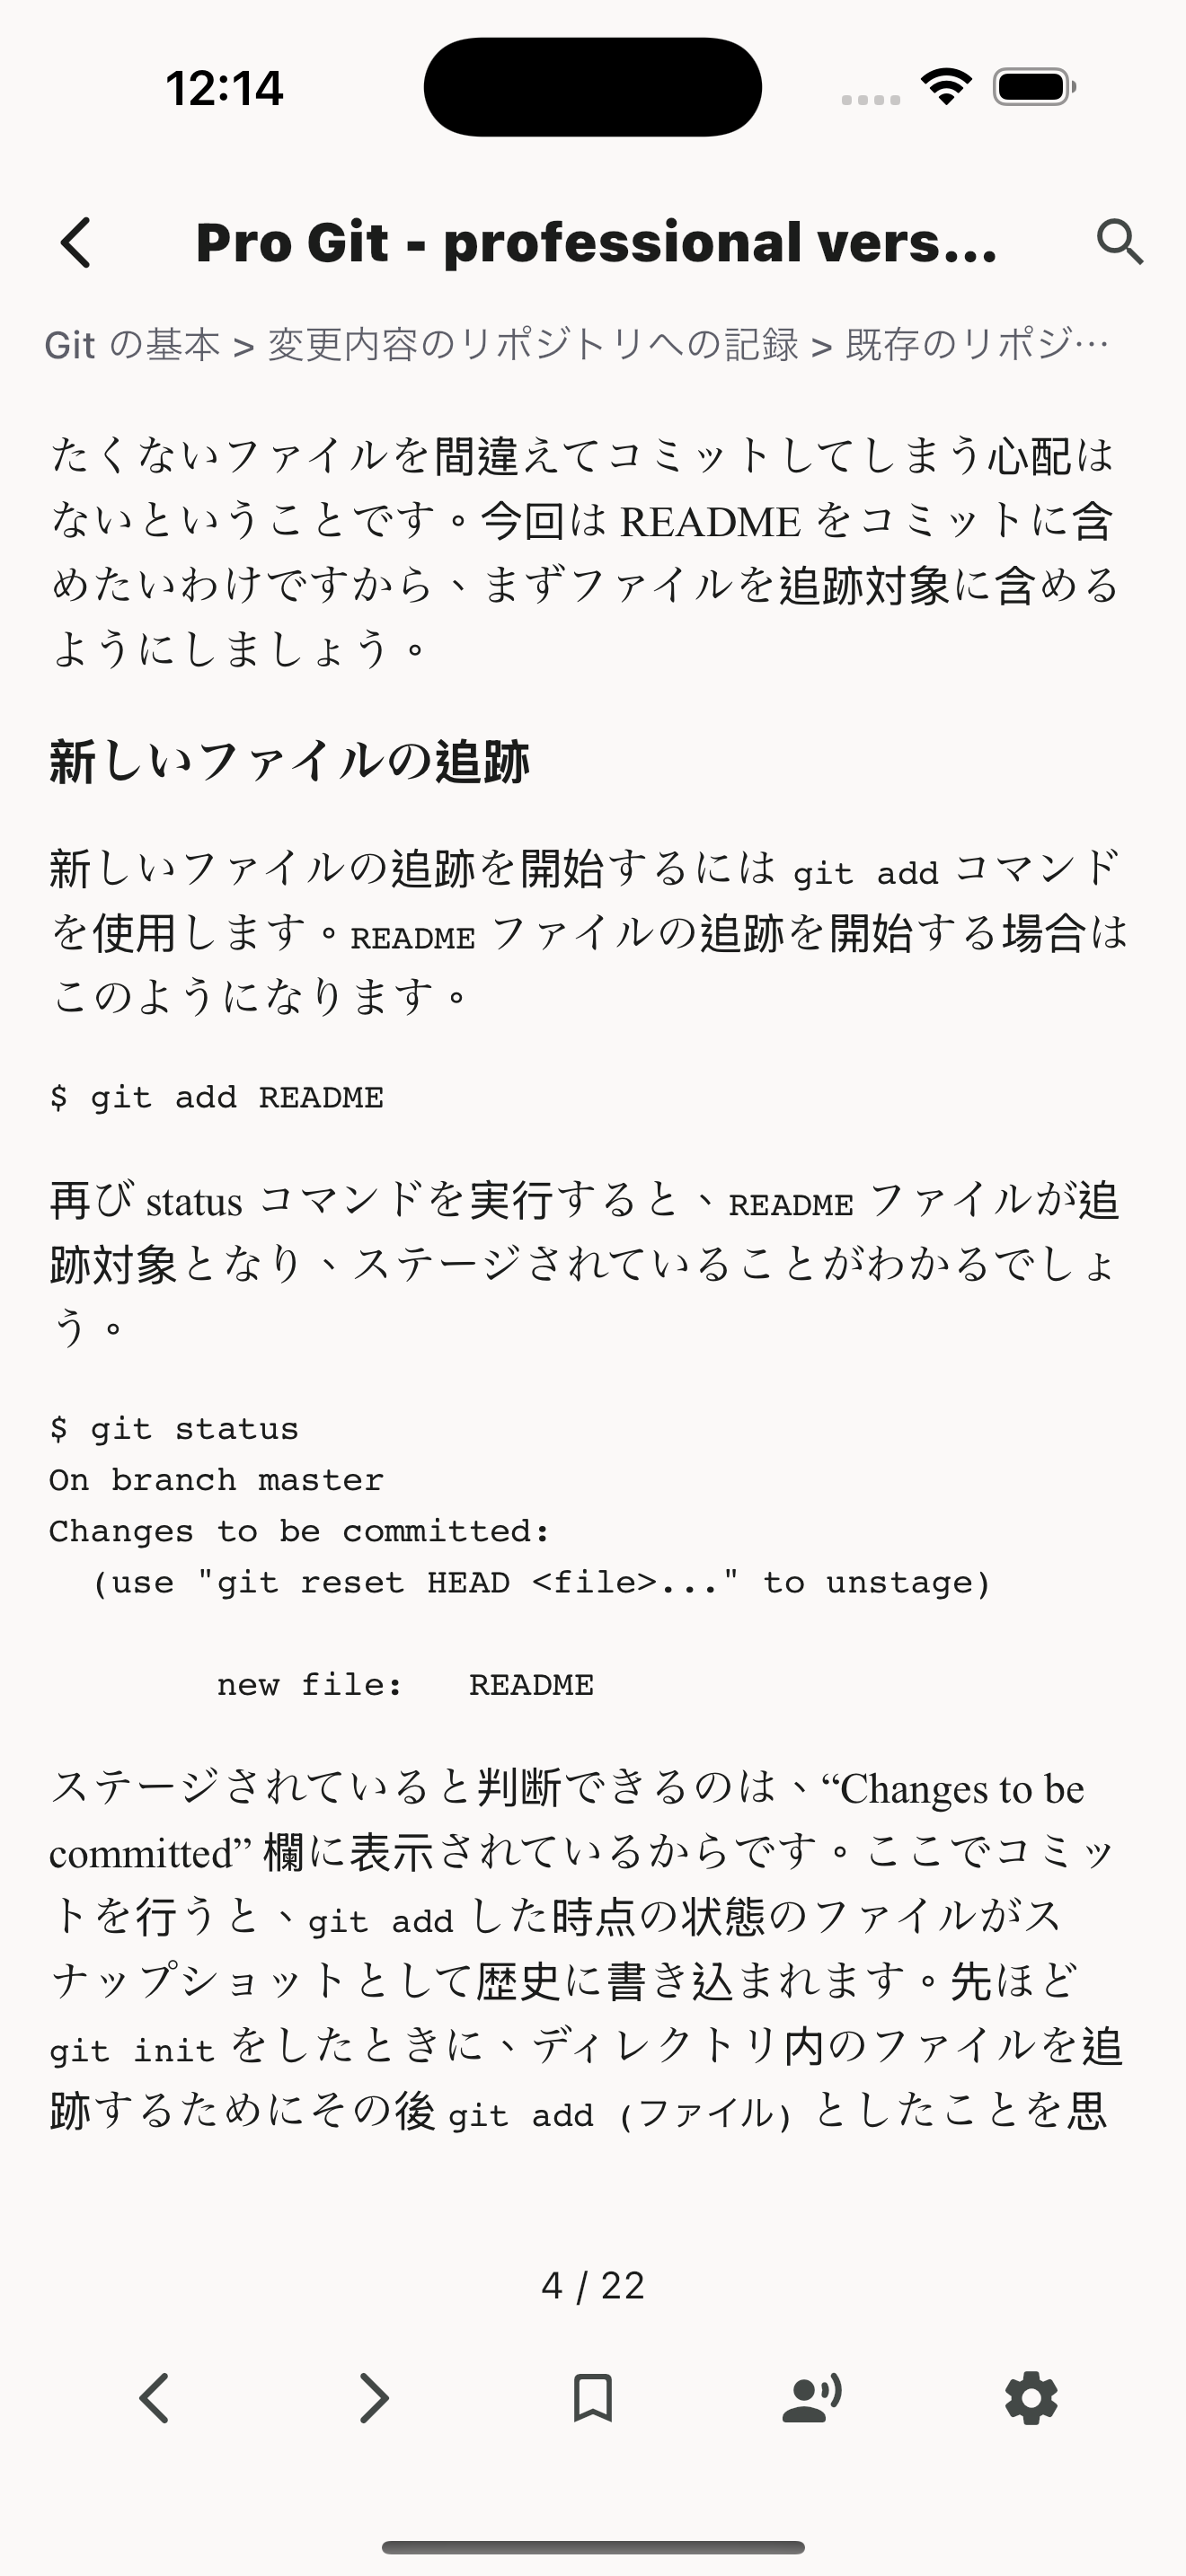 12:14
Pro Git - professional vers...
Git の基本 > 変更内容のリポジトリへの記録 > 既存のリポジ…
たくないファイルを間違えてコミットしてしまう心配は
ないということです。今回は README をコミットに含
めたいわけですから、まずファイルを追跡対象に含める
ようにしましょう。
新しいファイルの追跡
新しいファイルの追跡を開始するには git add コマンド
を使用します。README ファイルの追跡を開始する場合は
このようになります。
$ git add README
再び status コマンドを実行すると、README ファイルが追
跡対象となり、ステージされていることがわかるでしょ
う。
$ git status
On branch master
Changes to be committed:
  (use "git reset HEAD <file>..." to unstage)
        new file:   README
ステージされていると判断できるのは、“Changes to be
committed” 欄に表示されているからです。ここでコミッ
トを行うと、git add した時点の状態のファイルがス
ナップショットとして歴史に書き込まれます。先ほど
git init をしたときに、ディレクトリ内のファイルを追
跡するためにその後 git add (ファイル) としたことを思
4 / 22